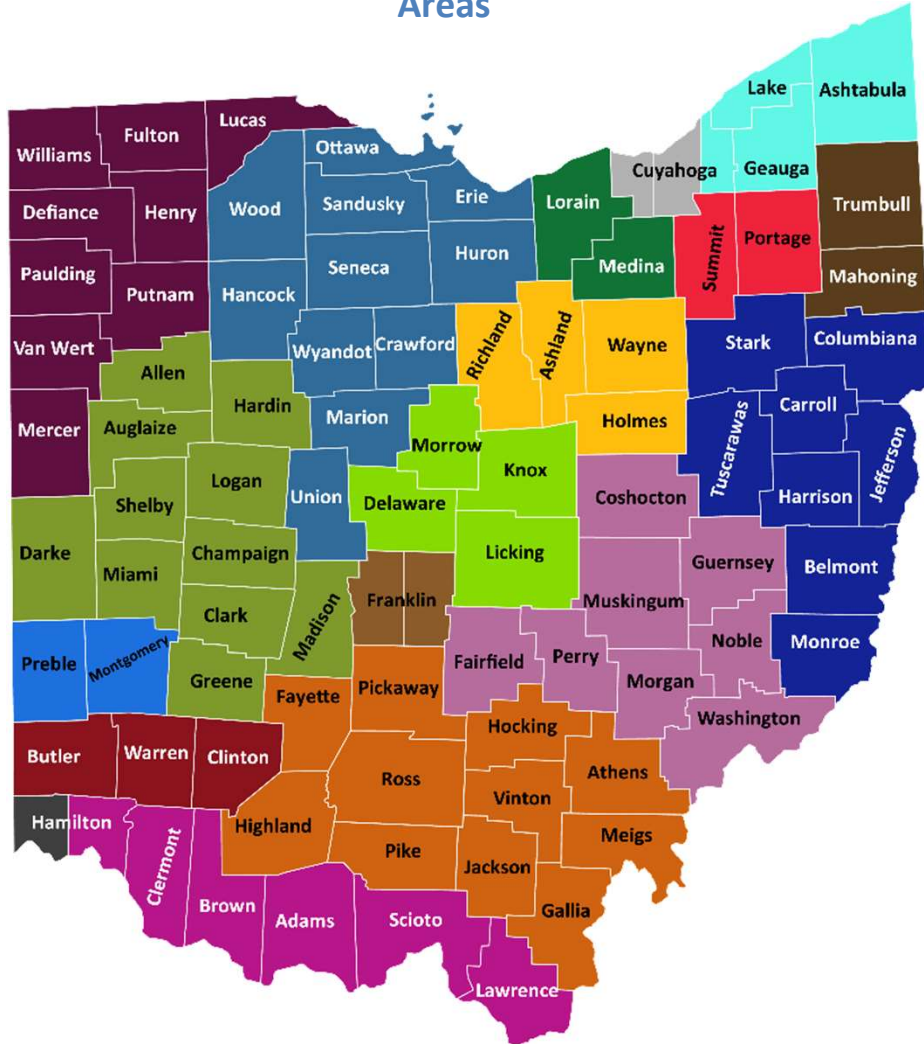 Areas
Lake
Ashtabula
Lucas
Fulton
Williams
Ottawa
Cuyahoga
Geauga
Erie
Lorain
Trumbull
Defiance
Henry
Wood
Sandusky
Summit
Portage
Huron
Medina
Seneca
Mahoning
Paulding
Putnam
Hancock
Van Wert
Wyandot
Crawford
Richland
Ashland
Wayne
Stark
Columbiana
Allen
Hardin
Marion
Holmes
Carroll
Mercer
Auglaize
Morrow
Knox
Tuscarawas
Jefferson
Logan
Union
Delaware
Coshocton
Harrison
Shelby
Darke
Champaign
Licking
Guernsey
Belmont
Miami
Clark
Madison
Franklin
Muskingum
Preble
Montgomery
Greene
Fairfield
Perry
Noble
Monroe
Morgan
Fayette
Pickaway
Washington
Hocking
Butler
Warren
Clinton
Ross
Athens
Vinton
Hamilton
Highland
Meigs
Pike
Jackson
Clermont
Brown
Adams
Scioto
Gallia
Lawrence